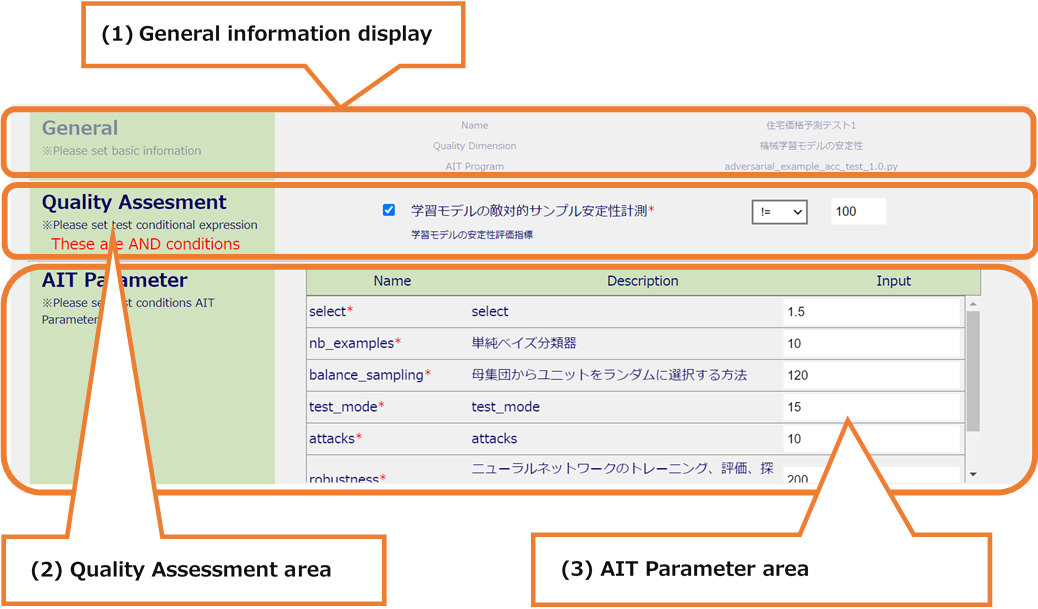 (1) General information display
General
※Please set basic infomation
Name 住宅価格予測テスト1
Quality Dimension 機械学習モデルの安定性
AIT Program adversarial_example_acc_test_1.0.py
Quality Assesment
※Please set test conditional expression
These are AND conditions
学習モデルの敵対的サンプル安定性計測* != 100
学習モデルの安定性評価指標
AIT Parameter
※Please set test conditions AIT
Parameter
Name Description Input
select* select 1.5
nb_examples* 単純ベイズ分類器 10
balance_sampling* 母集団からユニットをランダムに選択する方法 120
test_mode* test_mode 15
attacks* attacks 10
robustness* ニューラルネットワークのトレーニング、評価、探 200
(2) Quality Assessment area
(3) AIT Parameter area